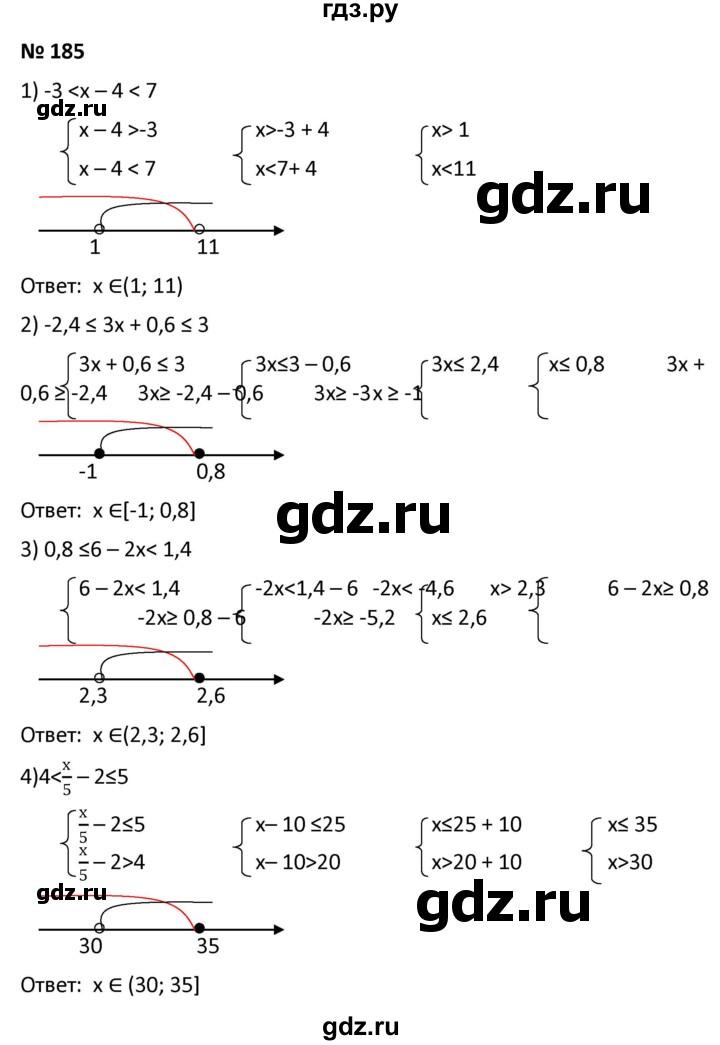 гдз.ру
№ 185
1) -3 <x – 4 < 7
gdz.ru
x – 4 >-3 x>-3 + 4 x> 1
x – 4 < 7 x<7+ 4 x<11
gdz.ru
1 11
Ответ: x ∈(1; 11)
2) -2,4 ≤ 3x + 0,6 ≤ 3
3x + 0,6 ≤ 3 3x≤3 – 0,6 3x≤ 2,4 x≤ 0,8 3x +
0,6 ≥ -2,4 3x≥ -2,4 – 0,6 3x≥ -3x ≥ -1
-1 0,8
Ответ: x ∈[-1; 0,8]
gdz.ru
3) 0,8 ≤6 – 2x< 1,4
6 – 2x< 1,4 -2x<1,4 – 6 -2x< -4,6 x> 2,3 6 – 2x≥ 0,8
-2x≥ 0,8 – 6 -2x≥ -5,2 x≤ 2,6
2,3 2,6
Ответ: x ∈(2,3; 2,6]
4)4<x/5 – 2≤5
x/5 – 2≤5 x– 10 ≤25 x≤25 + 10 x≤ 35
x/5 – 2>4 x– 10>20 x>20 + 10 x>30
gdz.ru
gdz.ru
30 35
Ответ: x ∈ (30; 35]
gdz.ru